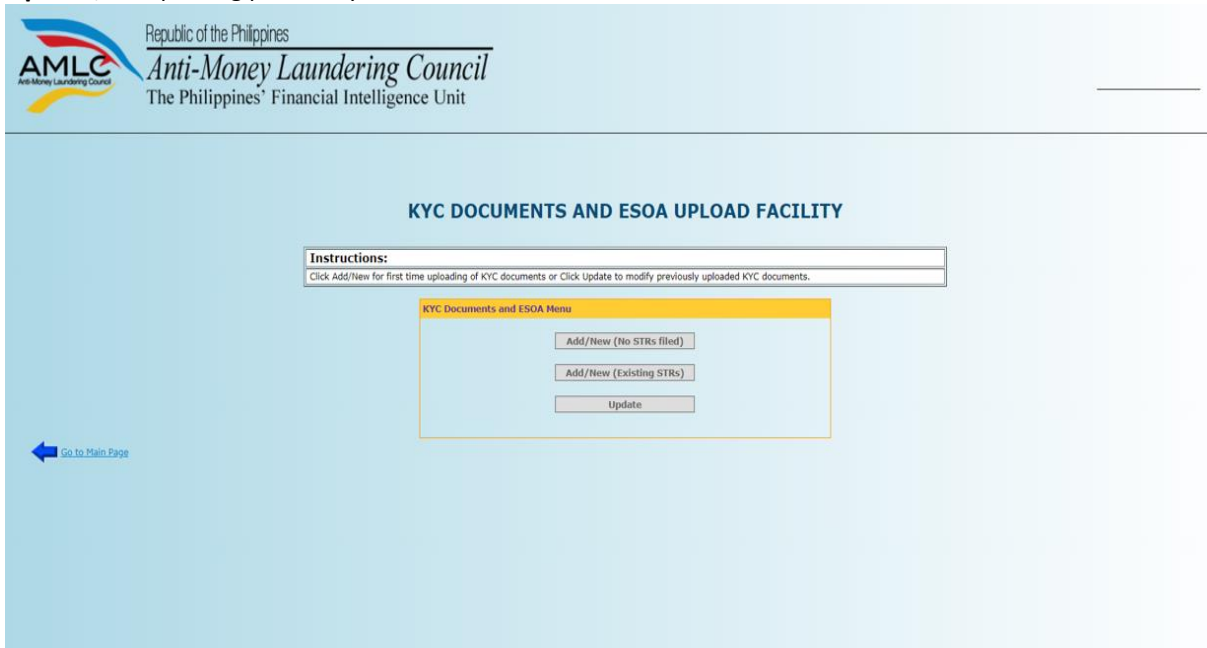 Republic of the Philippines
AMLC
Anti-Money Laundering Council
Anti-Money Laundering Council
The Philippines' Financial Intelligence Unit
KYC DOCUMENTS AND ESOA UPLOAD FACILITY
Instructions:
Click Add/New for first time uploading of KYC documents or Click Update to modify previously uploaded KYC documents.
KYC Documents and ESOA Menu
Add/New (No STRs filed)
Add/New (Existing STRs)
Update
Go to Main Page